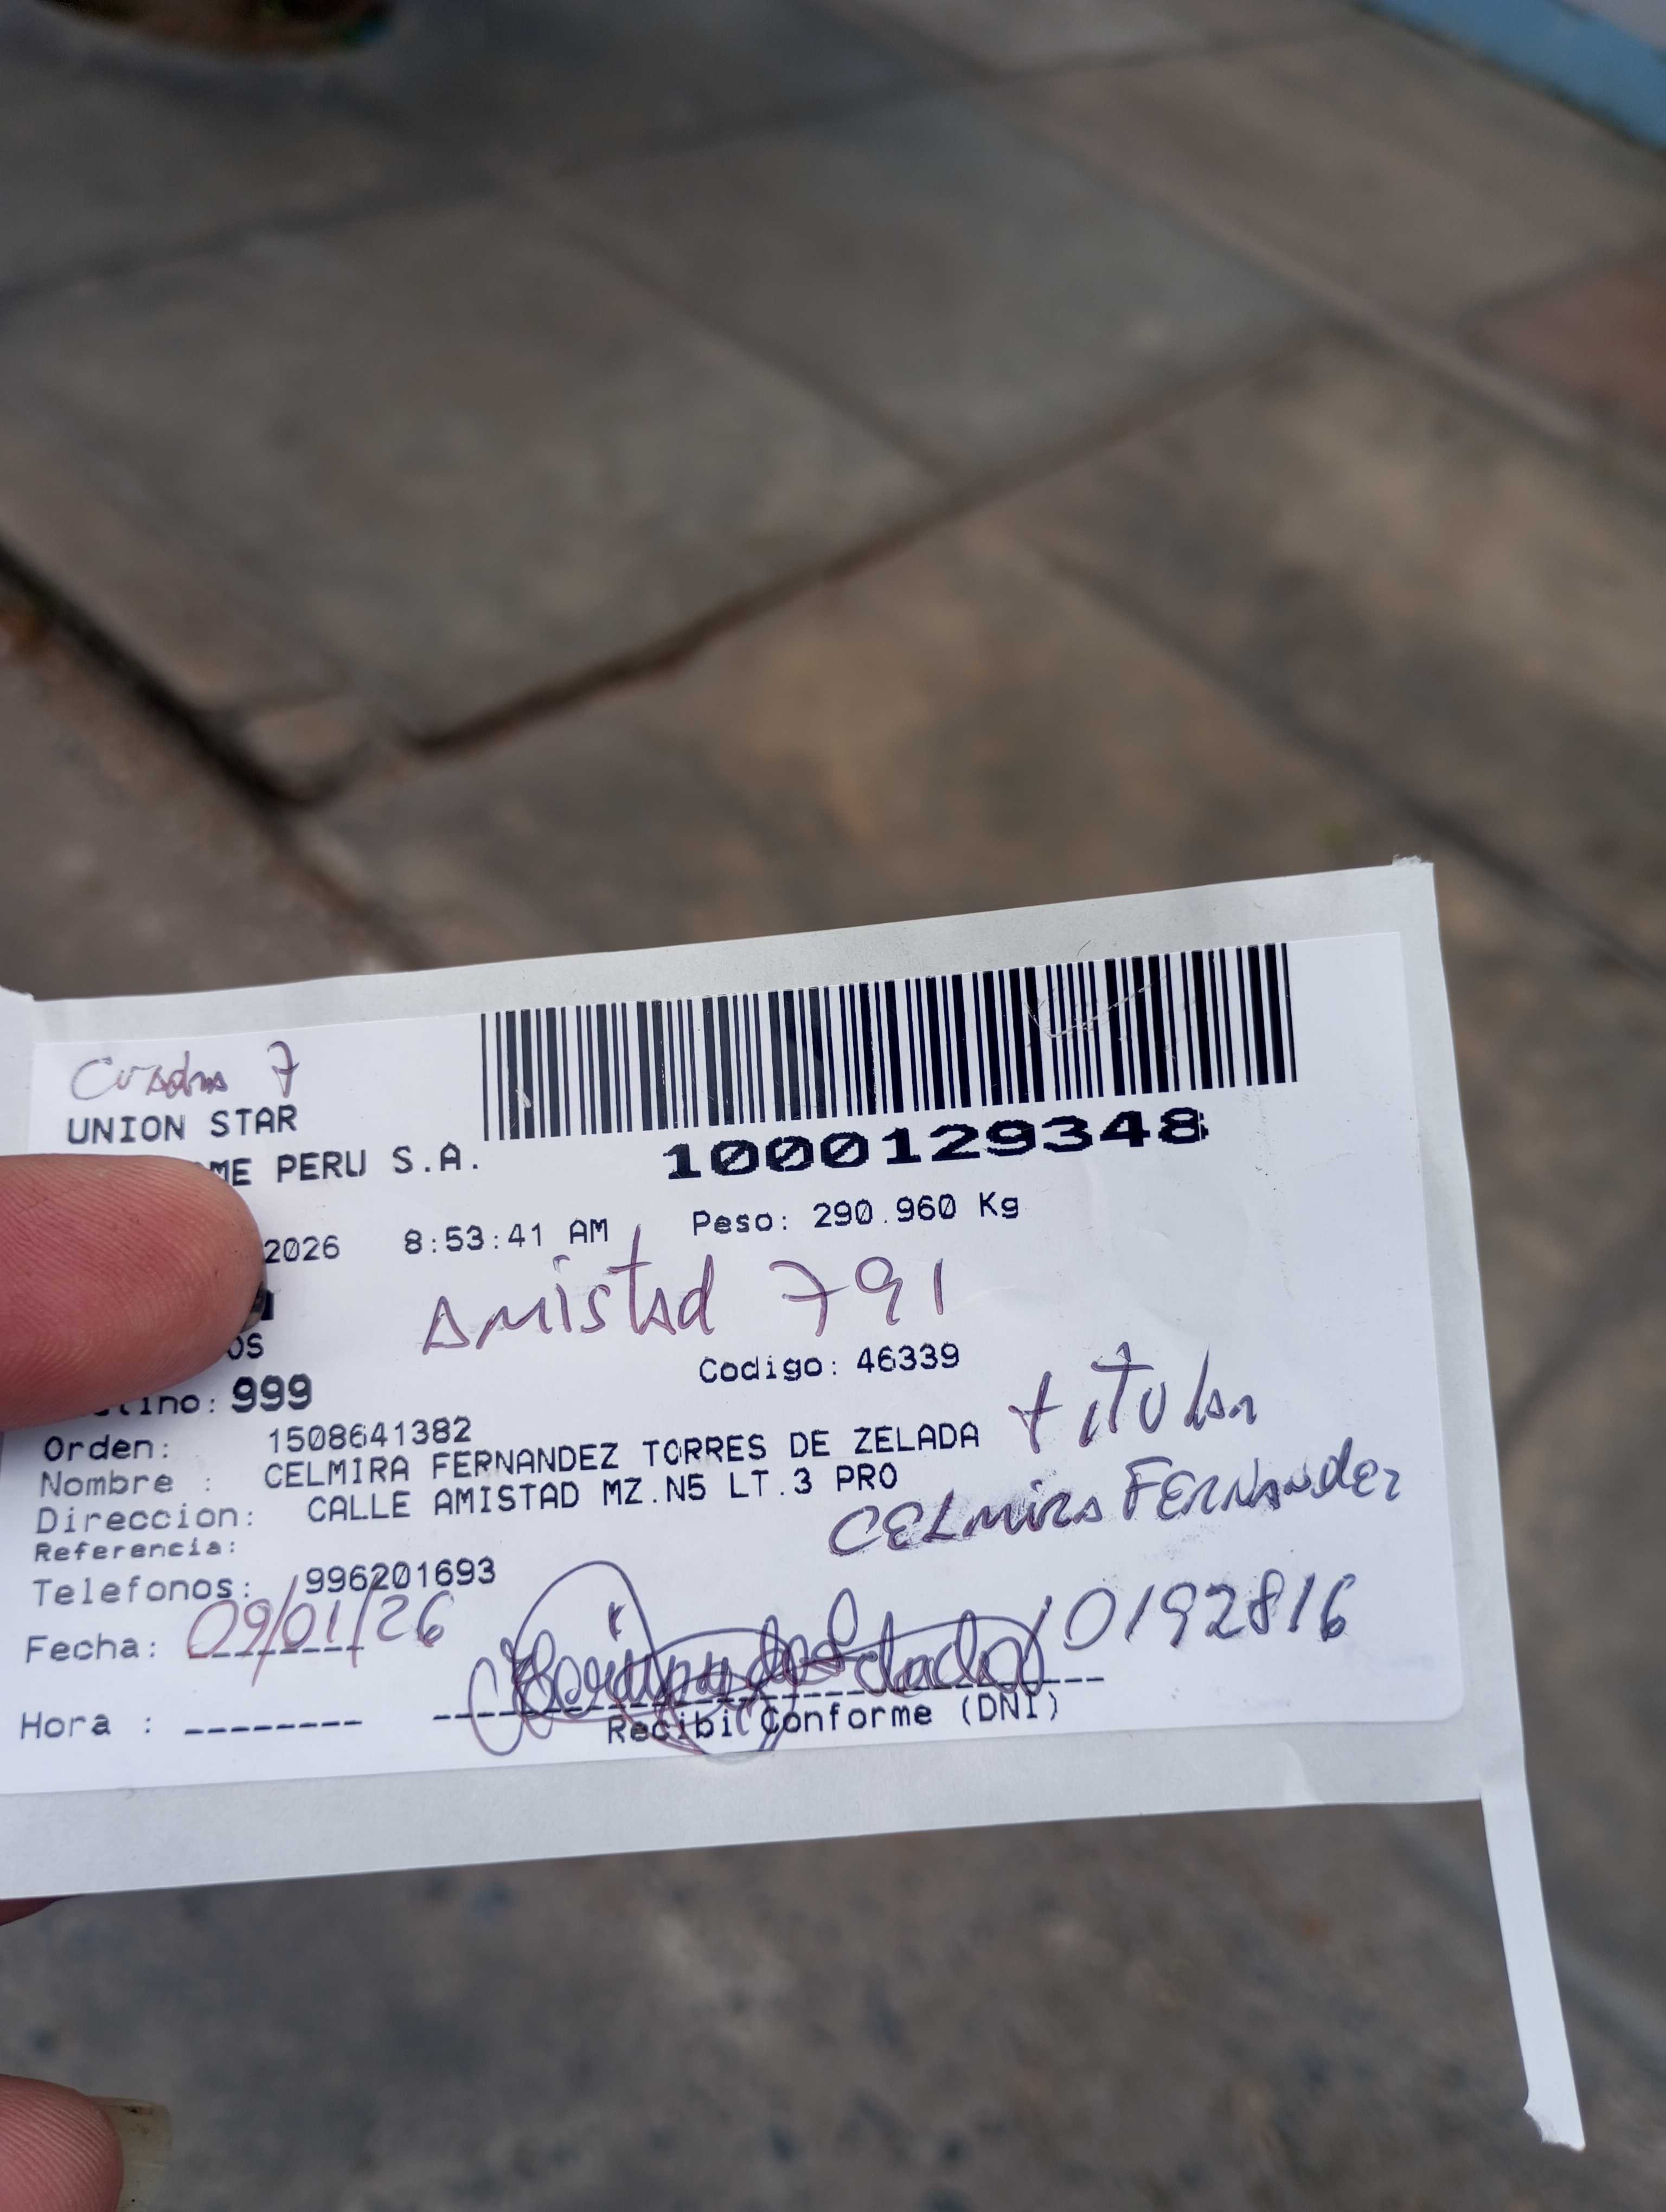 Cuadra 7
UNION STAR
ME PERU S.A.
1000129348
2026 8:53:41 AM Peso: 290.960 Kg
AMistad 791
OS
Codigo: 46339
tino: 999
Orden: 1508641382
Nombre : CELMIRA FERNANDEZ TORRES DE ZELADA
titular
Direccion: CALLE AMISTAD MZ.N5 LT.3 PRO
CELMIRA FERNANDEZ
Referencia:
Telefonos: 996201693
Fecha: 09/01/26
10192816
Hora :
Recibi Conforme (DNI)